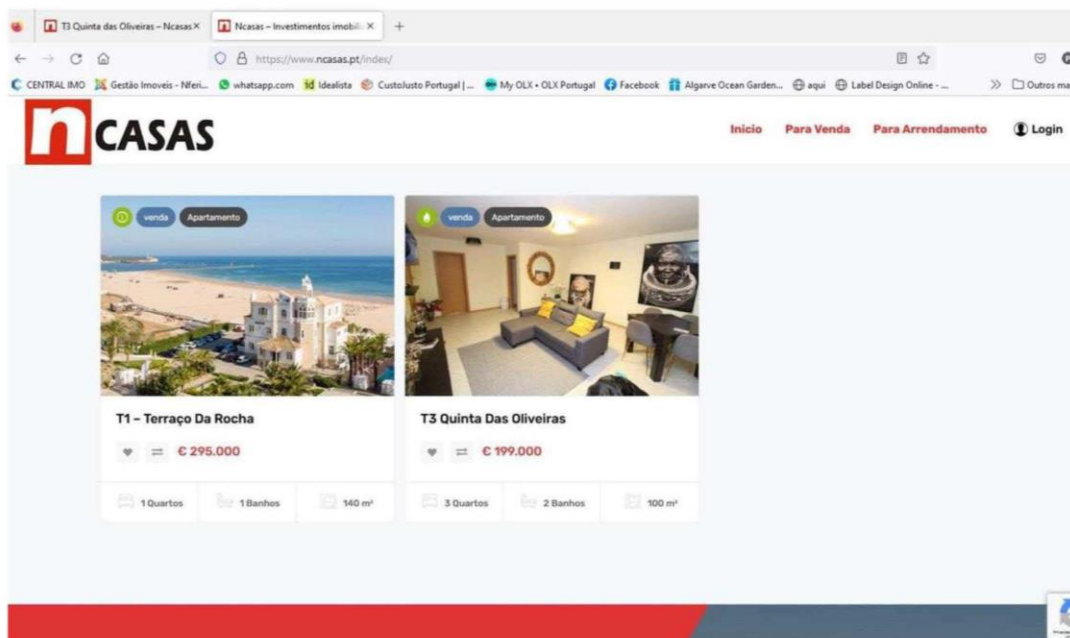 T3 Quinta das Oliveiras – Ncasas
Ncasas – Investimentos imobili
https://www.ncasas.pt/index/
CENTRAL IMO Gestão Imoveis - Nferi... whatsapp.com Idealista CustoJusto Portugal | ... My OLX • OLX Portugal Facebook Algarve Ocean Garden... aqui Label Design Online - ... Outros ma
n CASAS
Inicio Para Venda Para Arrendamento Login
venda Apartamento
venda Apartamento
T1 – Terraço Da Rocha
T3 Quinta Das Oliveiras
€ 295.000
€ 199.000
1 Quartos 1 Banhos 140 m²
3 Quartos 2 Banhos 100 m²